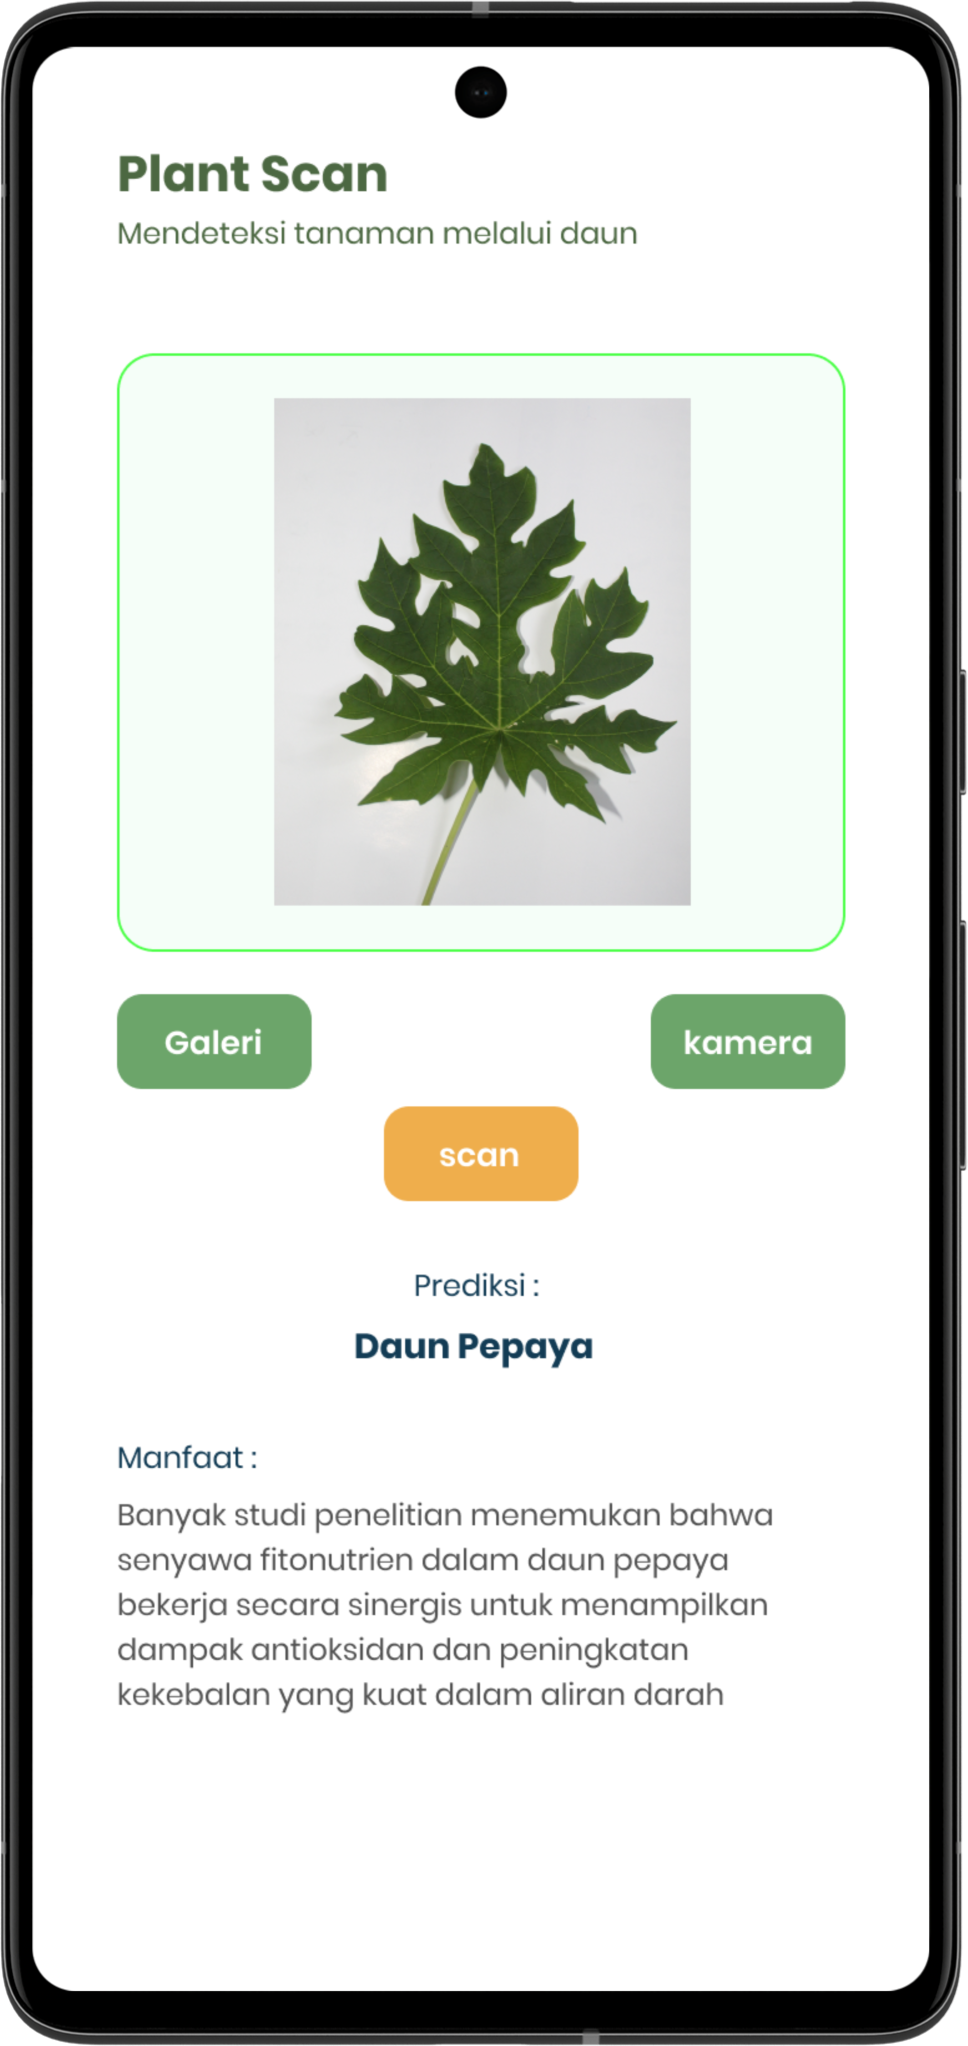 Plant Scan
Mendeteksi tanaman melalui daun
Galeri
kamera
scan
Prediksi :
Daun Pepaya
Manfaat :
Banyak studi penelitian menemukan bahwa
senyawa fitonutrien dalam daun pepaya
bekerja secara sinergis untuk menampilkan
dampak antioksidan dan peningkatan
kekebalan yang kuat dalam aliran darah